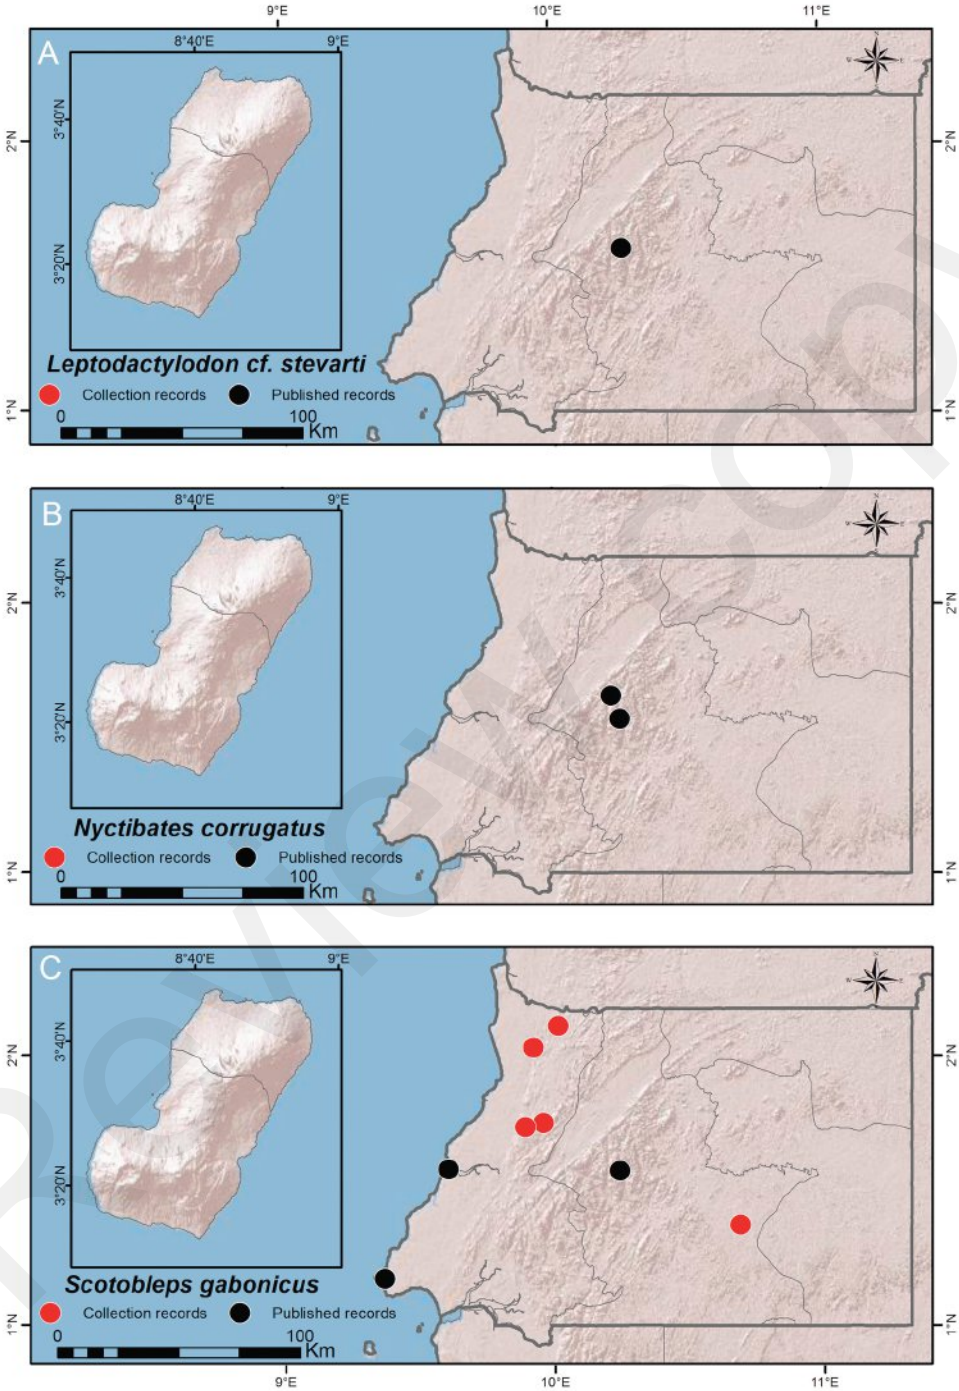 9°E 10°E 11°E
A
8°40'E 9°E
3°40'N
3°20'N
2°N 2°N
1°N 1°N
N
W E
S
Leptodactylodon cf. stevarti
Collection records Published records
0 100
Km
B
8°40'E 9°E
3°40'N
3°20'N
2°N 2°N
1°N 1°N
N
W E
S
Nyctibates corrugatus
Collection records Published records
0 100
Km
C
8°40'E 9°E
3°40'N
3°20'N
2°N 2°N
1°N 1°N
N
W E
S
Scotobleps gabonicus
Collection records Published records
0 100
Km
9°E 10°E 11°E
review copy